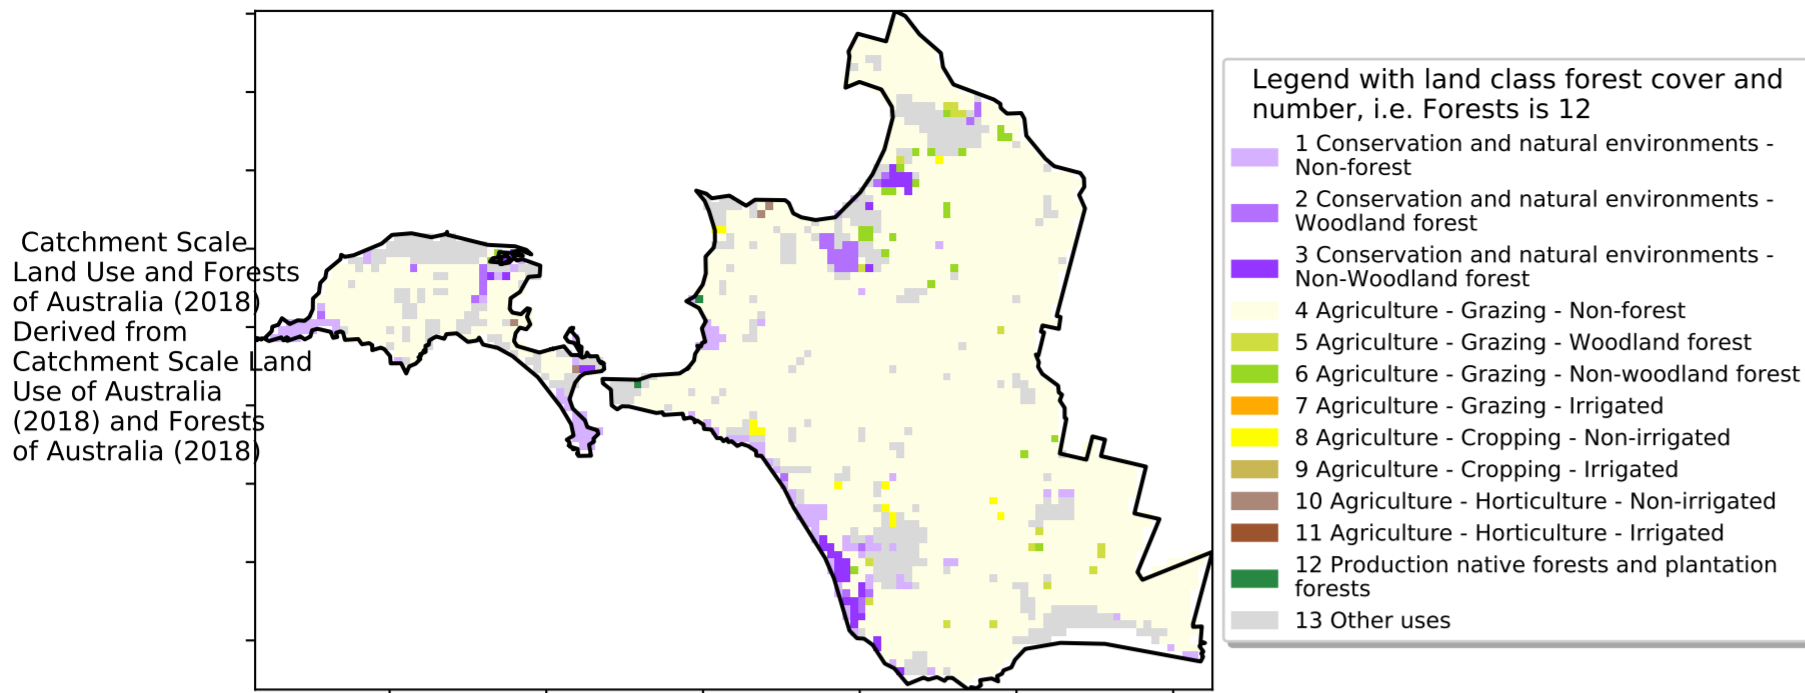 Catchment Scale
Land Use and Forests
of Australia (2018)
Derived from
Catchment Scale Land
Use of Australia
(2018) and Forests
of Australia (2018)
Legend with land class forest cover and
number, i.e. Forests is 12
1 Conservation and natural environments -
Non-forest
2 Conservation and natural environments -
Woodland forest
3 Conservation and natural environments -
Non-Woodland forest
4 Agriculture - Grazing - Non-forest
5 Agriculture - Grazing - Woodland forest
6 Agriculture - Grazing - Non-woodland forest
7 Agriculture - Grazing - Irrigated
8 Agriculture - Cropping - Non-irrigated
9 Agriculture - Cropping - Irrigated
10 Agriculture - Horticulture - Non-irrigated
11 Agriculture - Horticulture - Irrigated
12 Production native forests and plantation
forests
13 Other uses